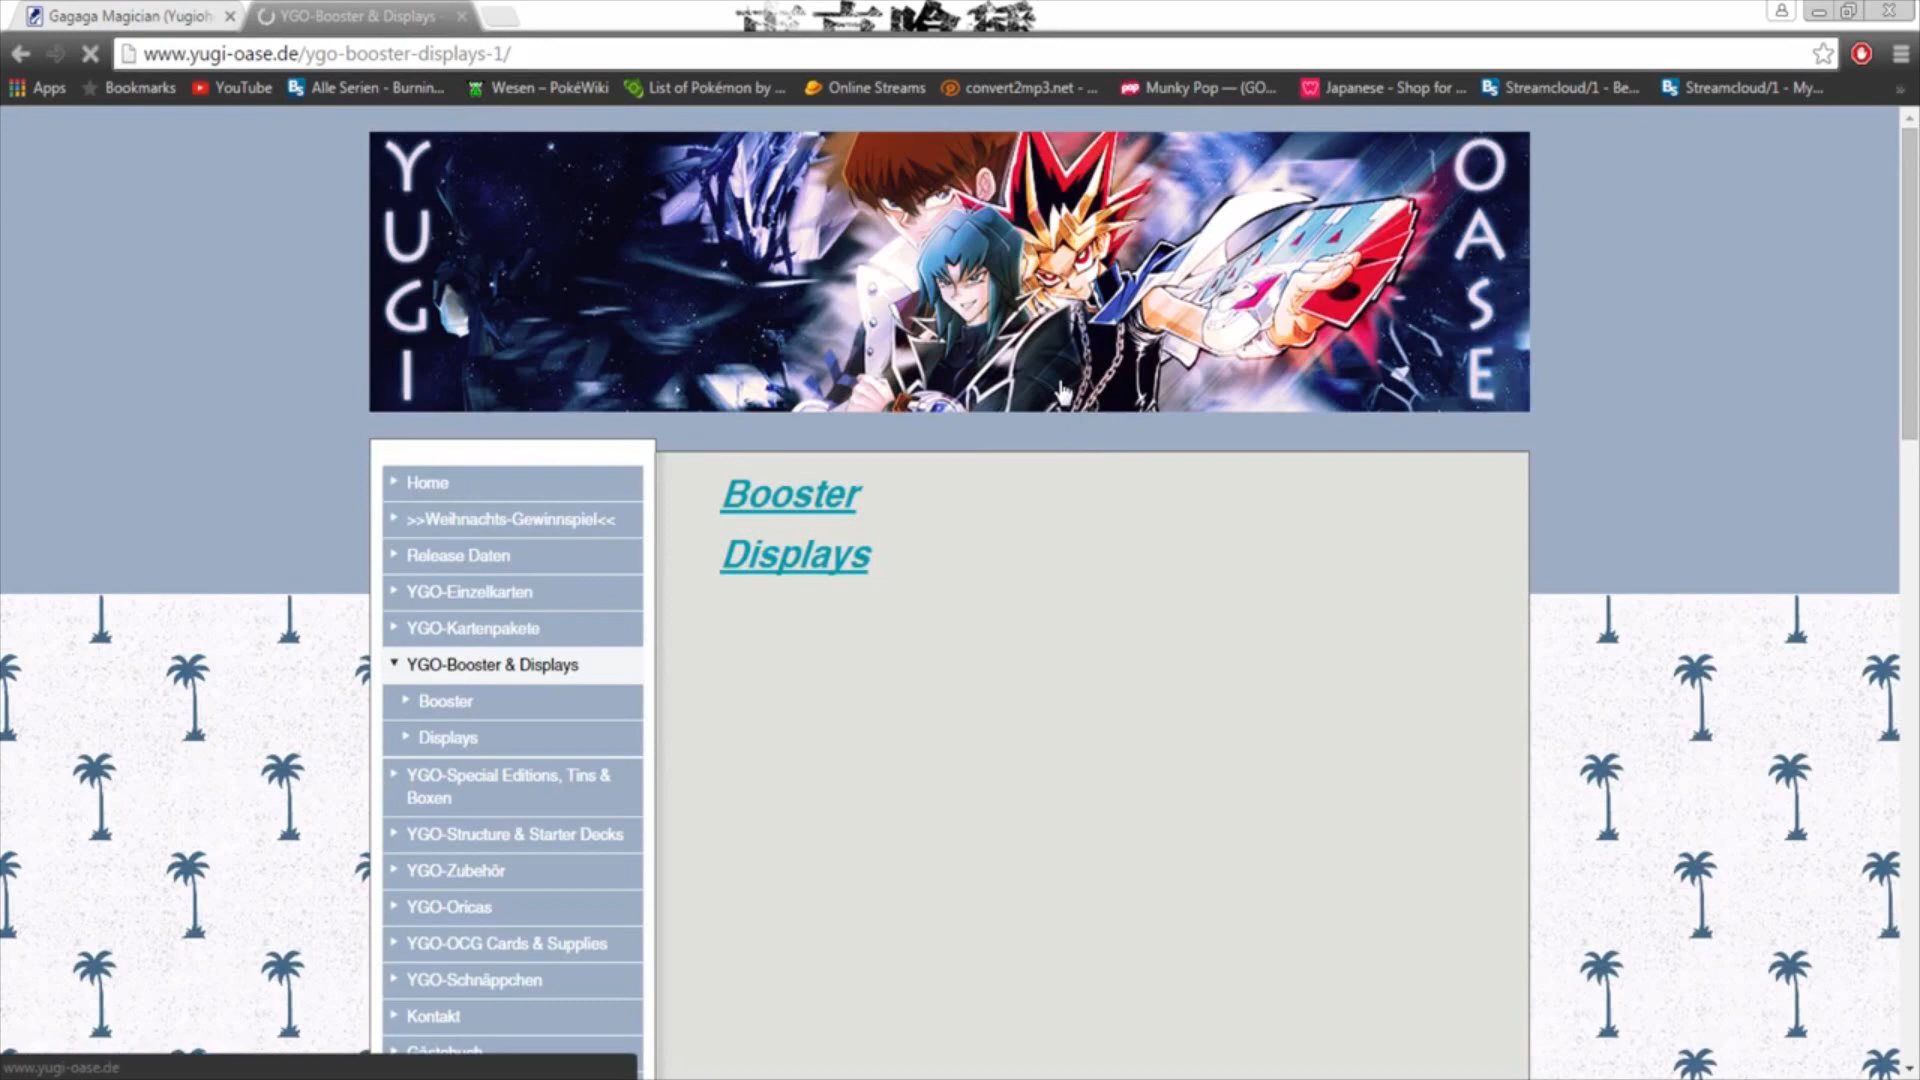 Gagaga Magician (Yugioh
YGO-Booster & Displays -
www.yugi-oase.de/ygo-booster-displays-1/
Apps
Bookmarks
YouTube
Alle Serien - Burnin...
Wesen – PokéWiki
List of Pokémon by ...
Online Streams
convert2mp3.net - ...
Munky Pop — (GO...
Japanese - Shop for ...
Streamcloud/1 - Be...
Streamcloud/1 - My...
YUGI
OASE
Home
>>Weihnachts-Gewinnspiel<<
Release Daten
YGO-Einzelkarten
YGO-Kartenpakete
YGO-Booster & Displays
Booster
Displays
YGO-Special Editions, Tins &
Boxen
YGO-Structure & Starter Decks
YGO-Zubehör
YGO-Oricas
YGO-OCG Cards & Supplies
YGO-Schnäppchen
Kontakt
Gästebuch
Booster
Displays
www.yugi-oase.de